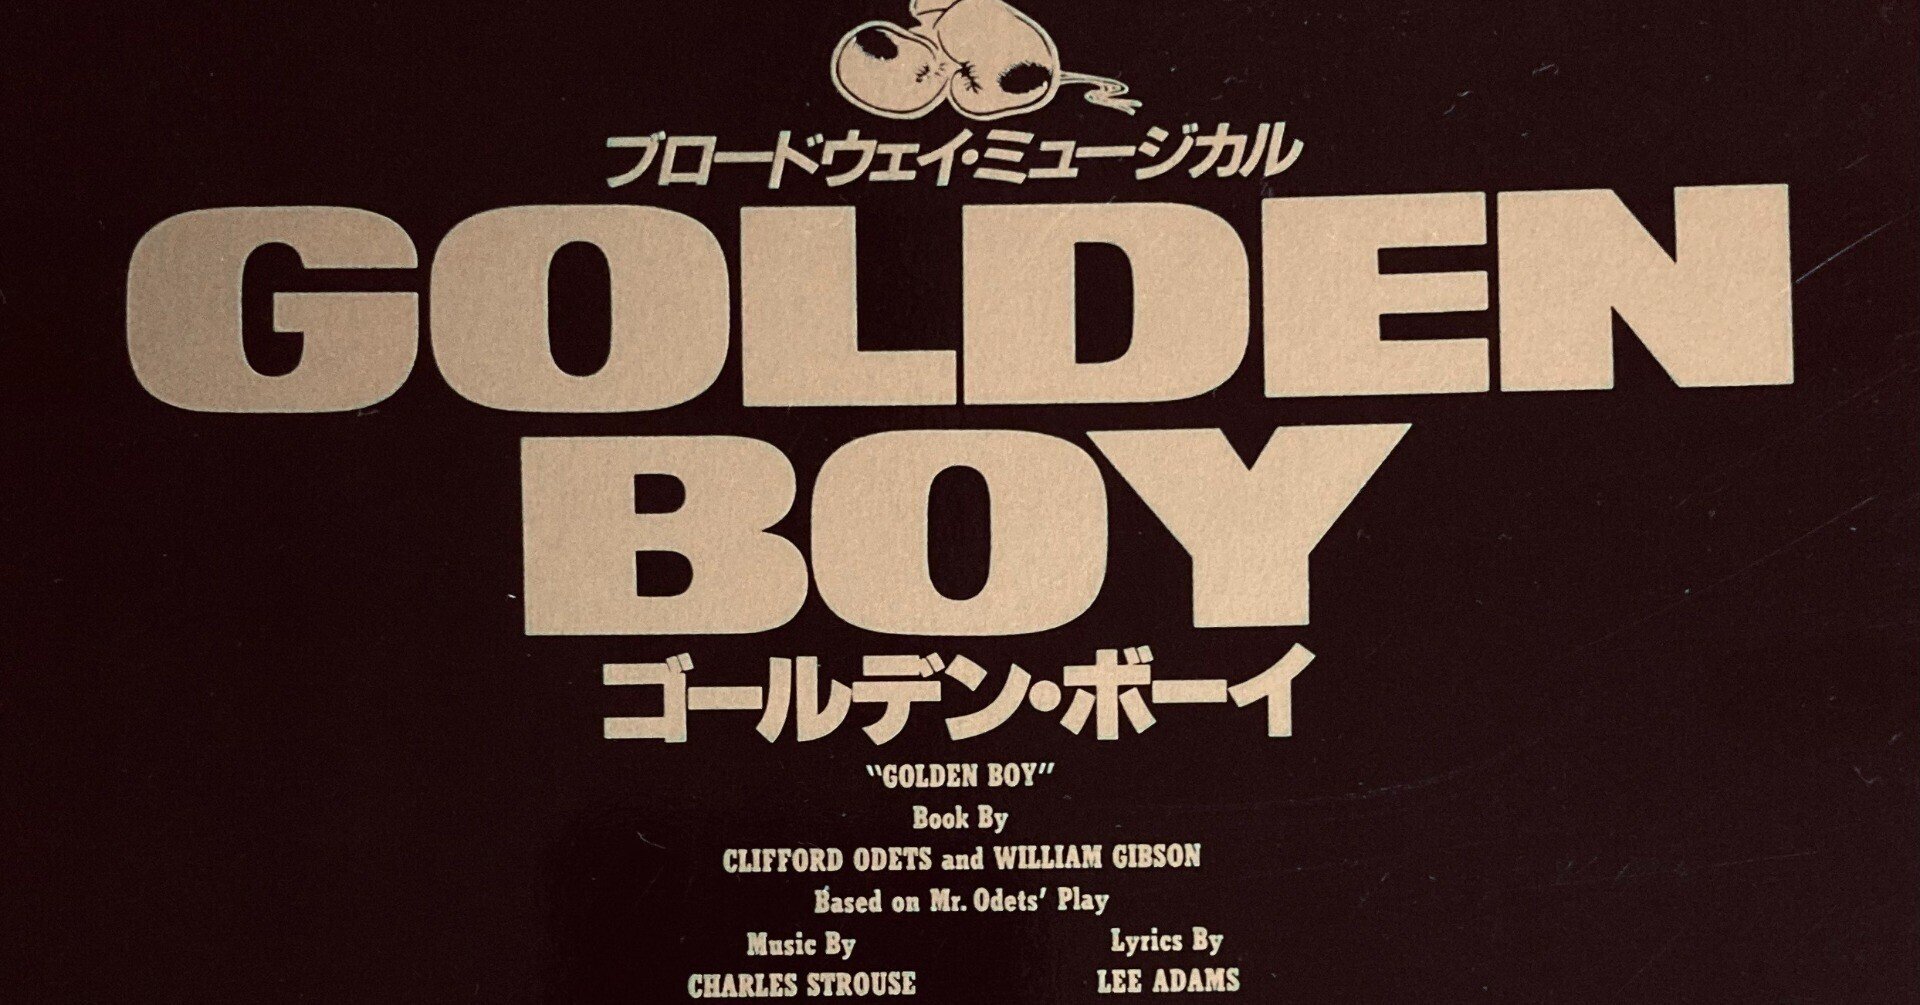 ブロードウェイ・ミュージカル
GOLDEN
BOY
ゴールデン・ボーイ
"GOLDEN BOY"
Book By
CLIFFORD ODETS and WILLIAM GIBSON
Based on Mr. Odets' Play
Music By Lyrics By
CHARLES STROUSE LEE ADAMS